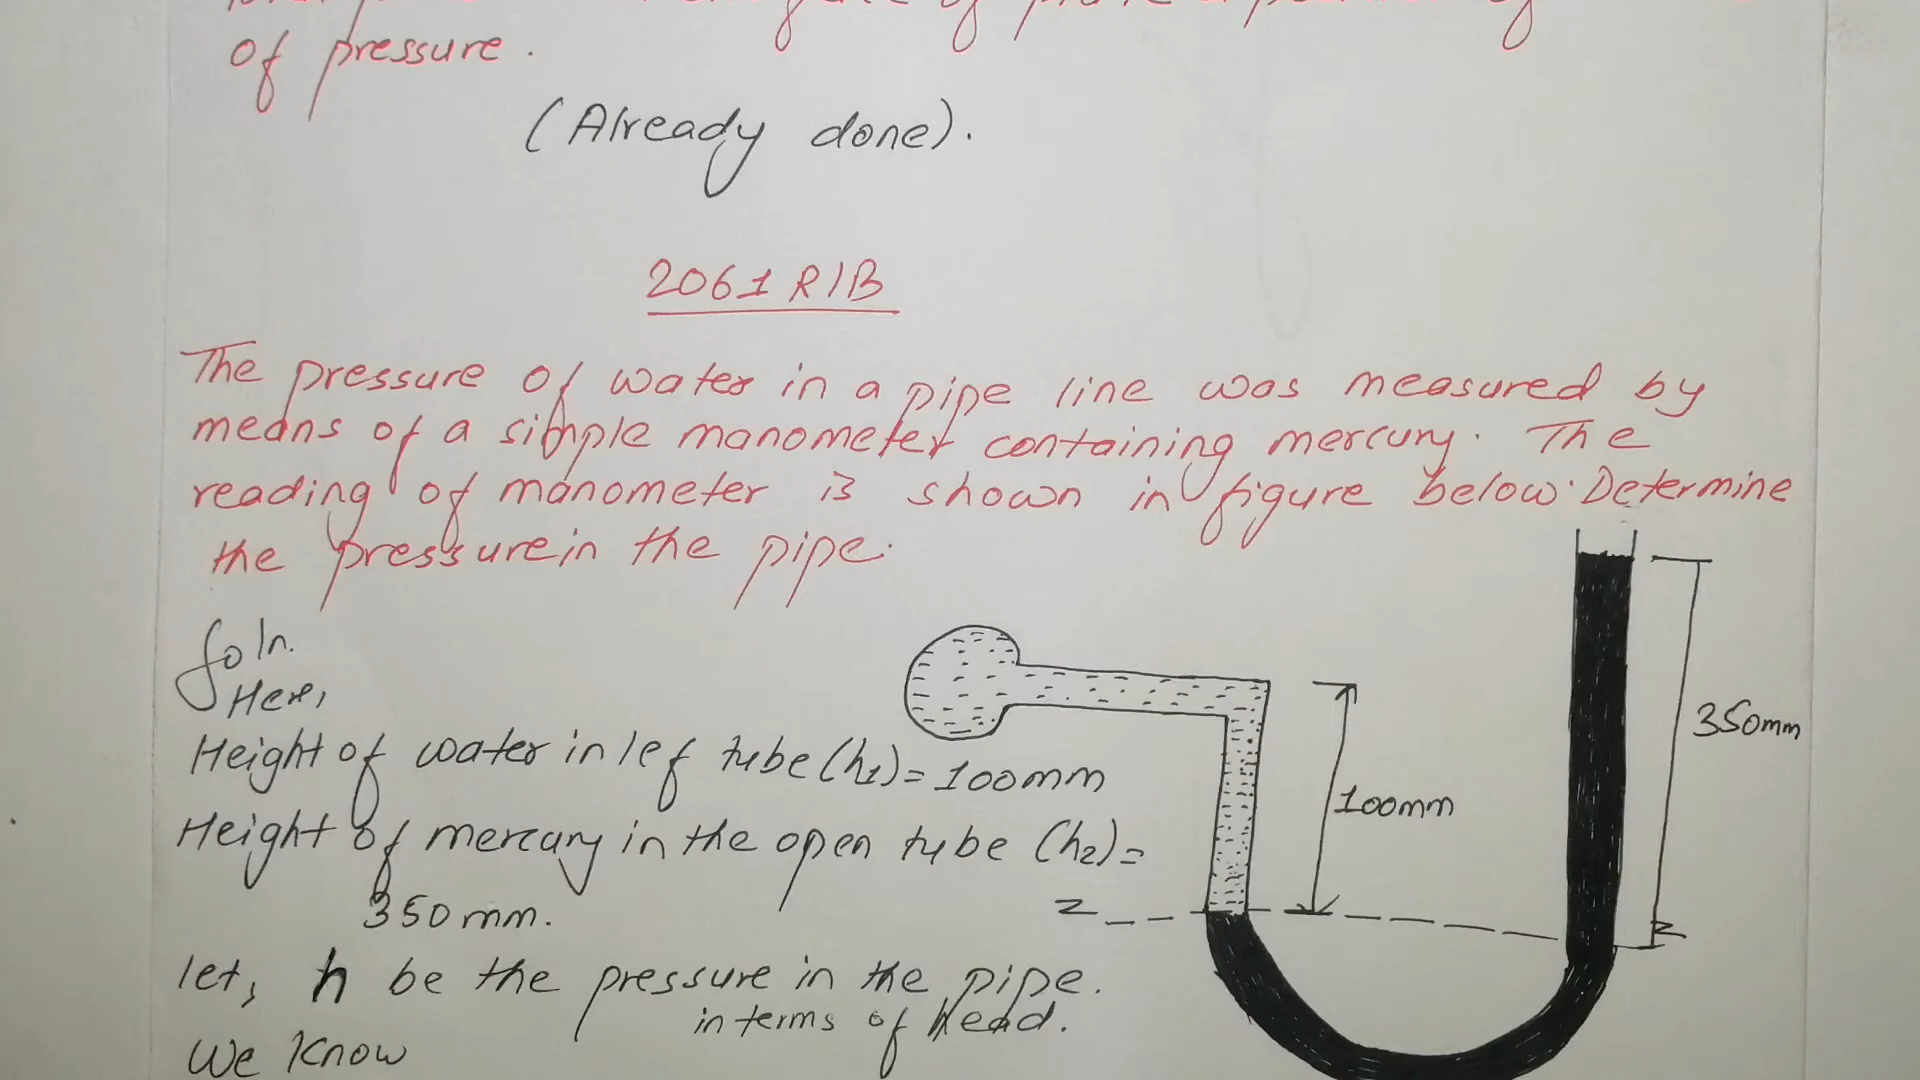 of pressure.
(Already done).
2061 R/B
The pressure of water in a pipe line was measured by
means of a simple manometer containing mercury. The
reading of manometer is shown in figure below. Determine
the pressure in the pipe.
Soln.
Here,
Height of water in lef tube (h1) = 100mm
Height of mercury in the open tube (h2) =
350mm.
let, h be the pressure in the pipe.
in terms of head.
We know
350mm
100mm
Z
Z